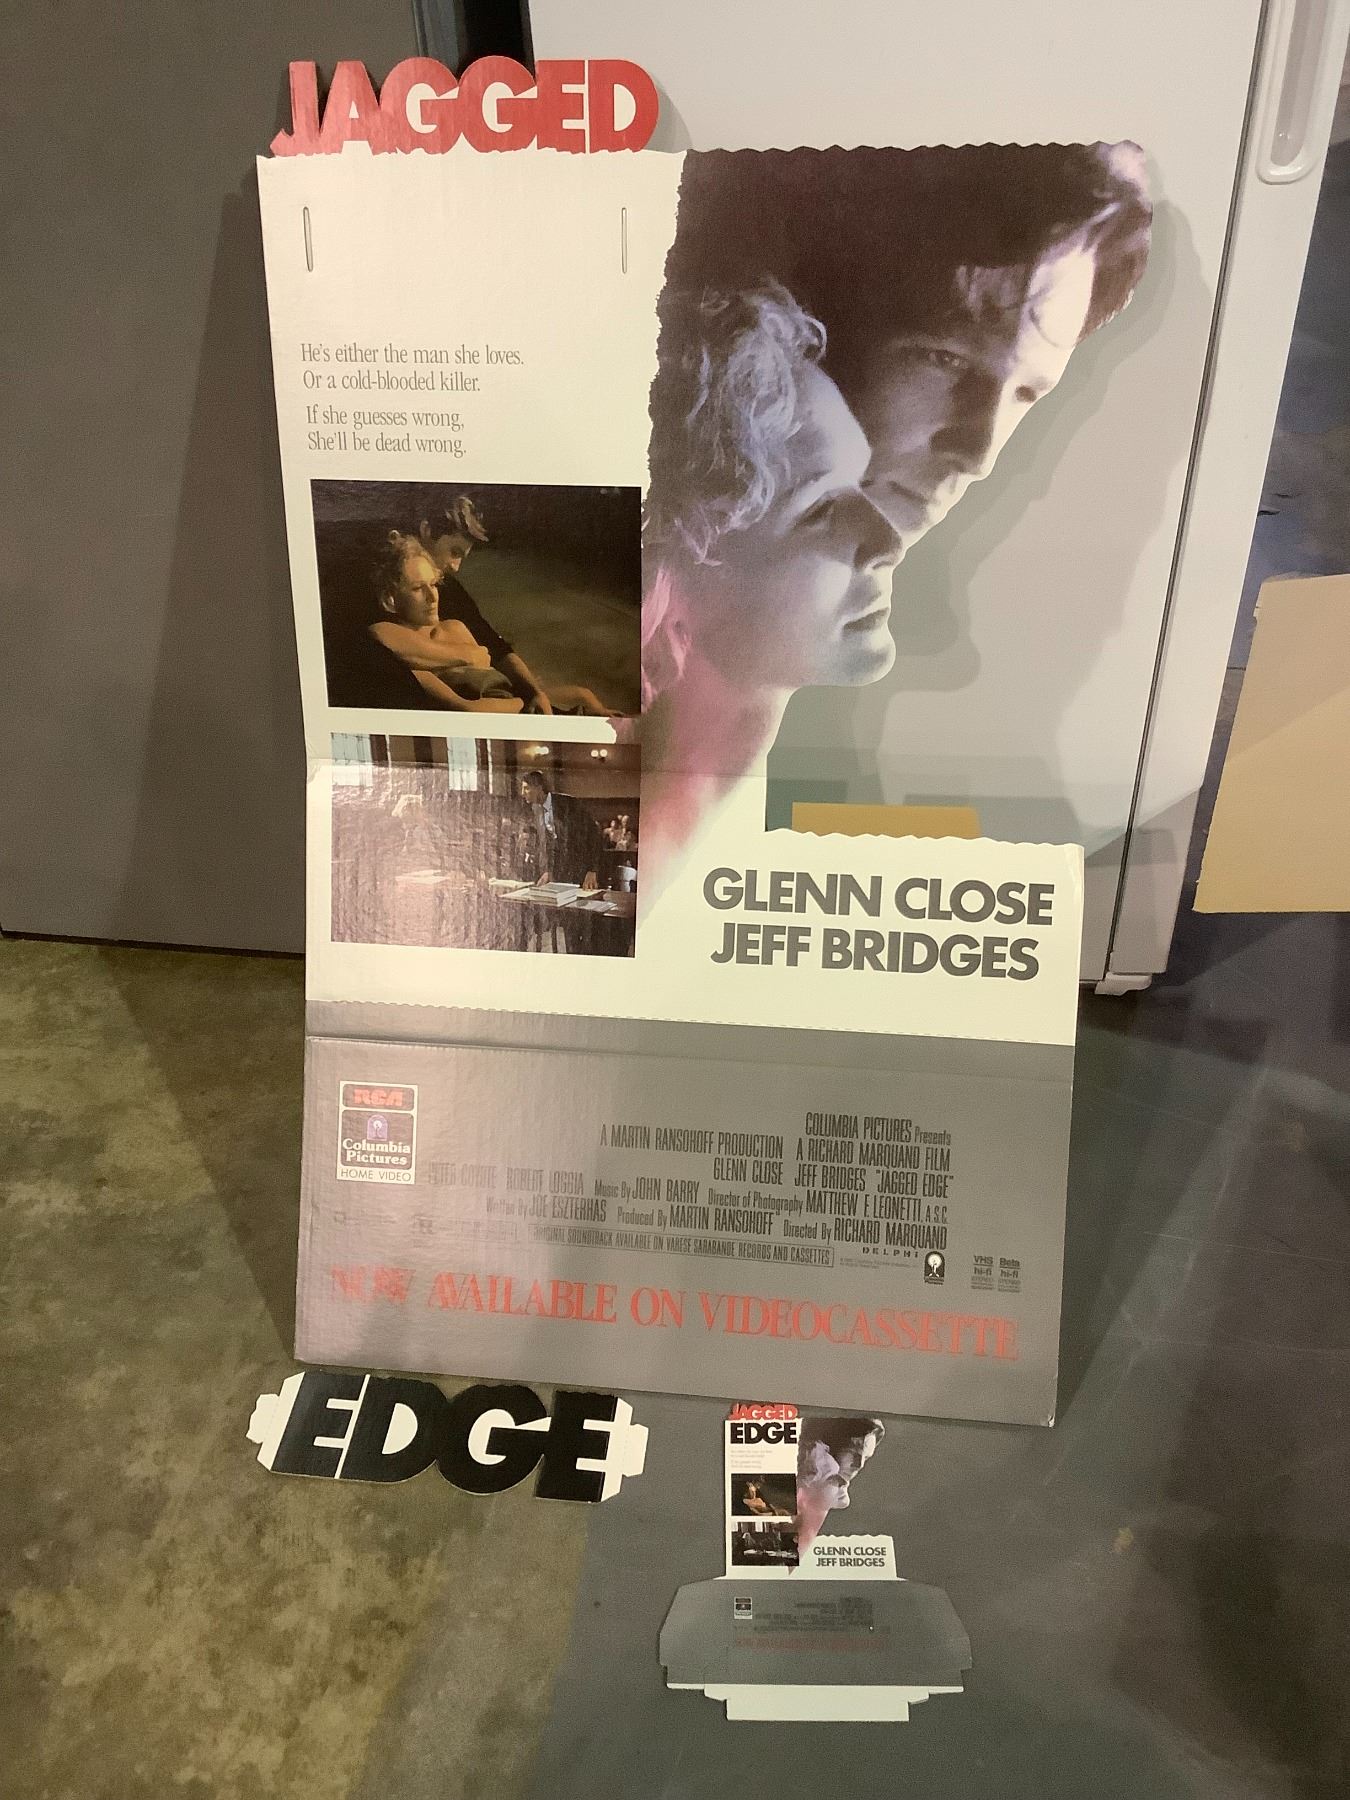 JAGGED
He's either the man she loves.
Or a cold-blooded killer.
If she guesses wrong,
She'll be dead wrong.
GLENN CLOSE
JEFF BRIDGES
RCA
Columbia
Pictures
HOME VIDEO
COLUMBIA PICTURES Presents
A MARTIN RANSOHOFF PRODUCTION A RICHARD MARQUAND FILM
GLENN CLOSE JEFF BRIDGES "JAGGED EDGE"
PETER COYOTE ROBERT LOGGIA Music By JOHN BARRY Director of Photography MATTHEW F. LEONETTI, A.S.C.
Written By JOE ESZTERHAS Produced By MARTIN RANSOHOFF Directed By RICHARD MARQUAND
ORIGINAL SOUNDTRACK AVAILABLE ON VARESE SARABANDE RECORDS AND CASSETTES
DELPHI
VHS Beta
hi-fi hi-fi
NOW AVAILABLE ON VIDEOCASSETTE
EDGE
JAGGED
EDGE
GLENN CLOSE
JEFF BRIDGES